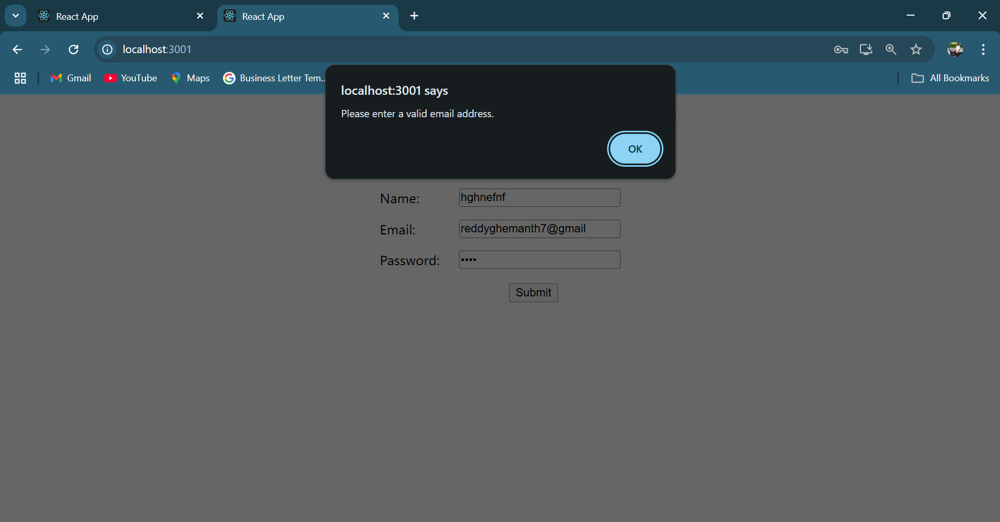 React App
React App
localhost:3001
Gmail
YouTube
Maps
Business Letter Tem...
All Bookmarks
localhost:3001 says
Please enter a valid email address.
OK
Name: hghnefnf
Email: reddyghemanth7@gmail
Password: ••••
Submit